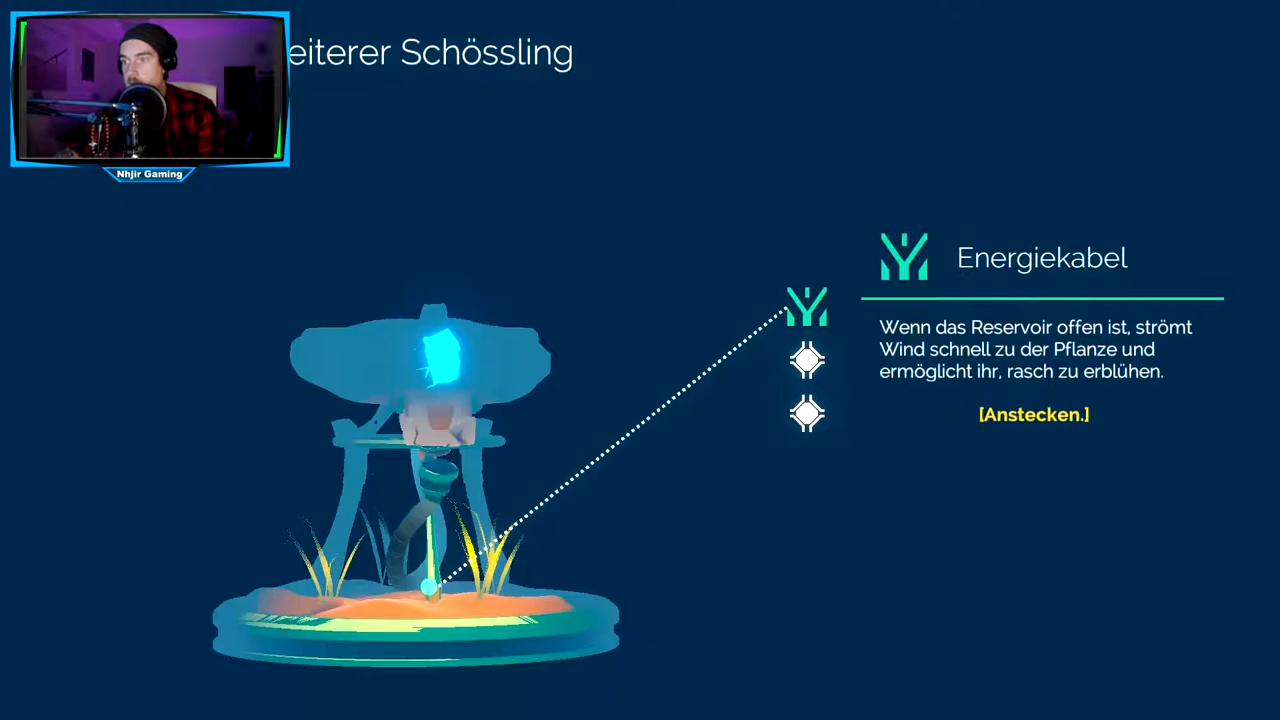 eiterer Schössling
Nhjir Gaming
Energiekabel
Wenn das Reservoir offen ist, strömt
Wind schnell zu der Pflanze und
ermöglicht ihr, rasch zu erblühen.
[Anstecken.]